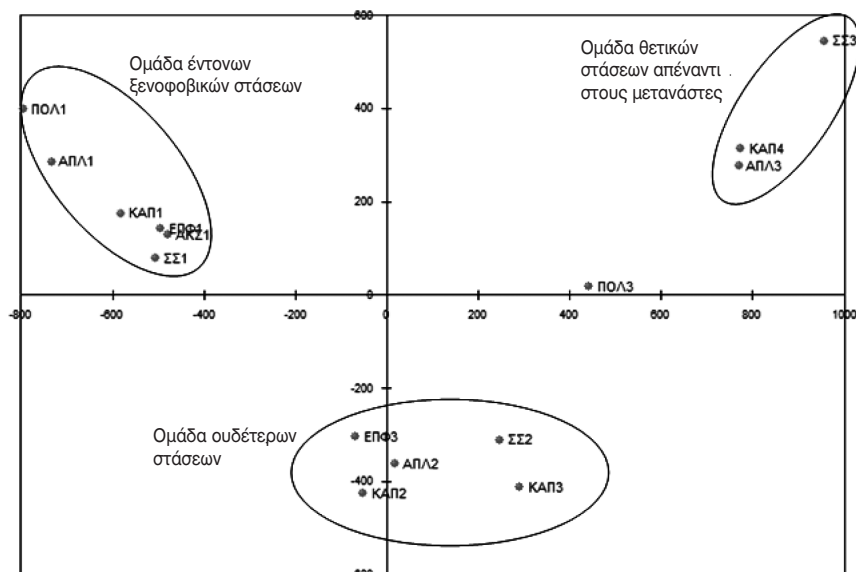 600
Ομάδα έντονων
ξενοφοβικών στάσεων
Ομάδα θετικών
στάσεων απέναντι .
στους μετανάστες
ΣΣ3
ΠΟΛ1
400
ΑΠΛ1
ΚΑΠ4
ΑΠΛ3
ΚΑΠ1
200
ΕΠΦ1
ΑΚΣ1
ΣΣ1
ΠΟΛ3
0
-800
-600
-400
-200
0
200
400
600
800
1000
-200
Ομάδα ουδέτερων
στάσεων
ΕΠΦ3
ΣΣ2
ΑΠΛ2
-400
ΚΑΠ2
ΚΑΠ3